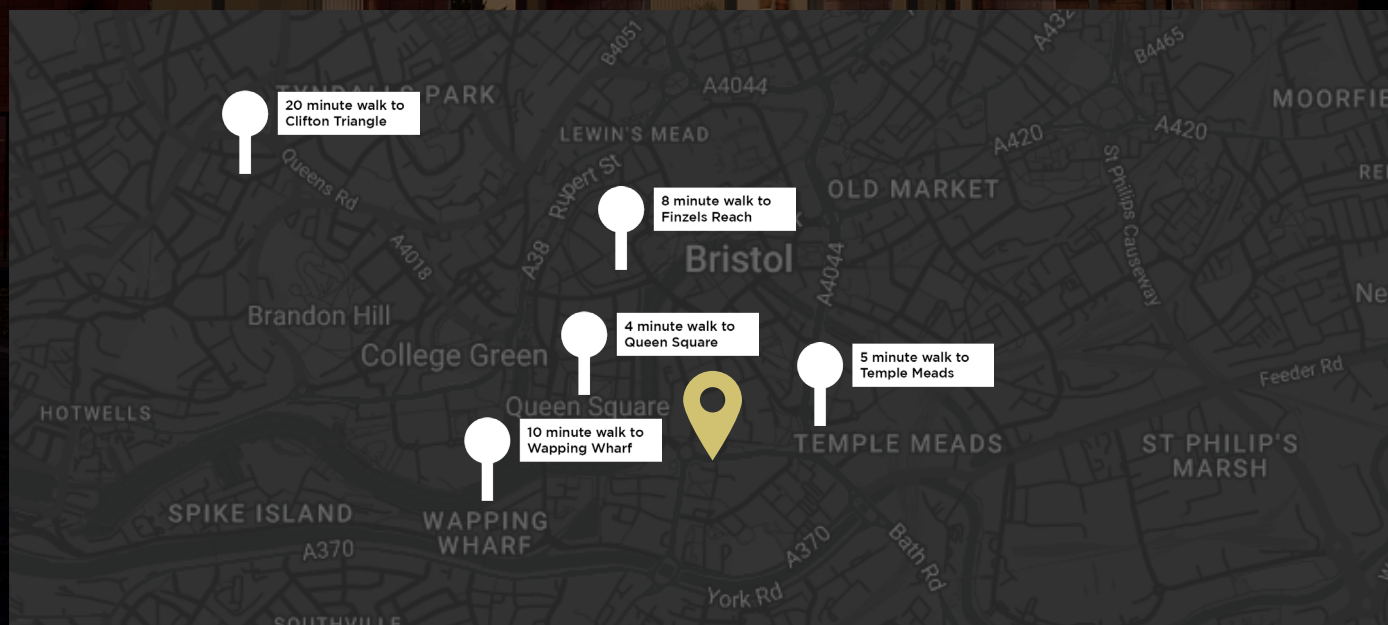 B4051
A432
B4465
A4044
TYNDALLS PARK
20 minute walk to
Clifton Triangle
MOORFIE
LEWIN'S MEAD
A420
A420
Queens Rd
Rupert St
St Philips Causeway
OLD MARKET
8 minute walk to
Finzels Reach
A4018
A38
Bristol
A4044
Brandon Hill
4 minute walk to
Queen Square
College Green
5 minute walk to
Temple Meads
Feeder Rd
HOTWELLS
Queen Square
10 minute walk to
Wapping Wharf
TEMPLE MEADS
ST PHILIP'S
MARSH
SPIKE ISLAND
WAPPING
WHARF
A370
A370
Bath Rd
York Rd
SOUTHVILLE